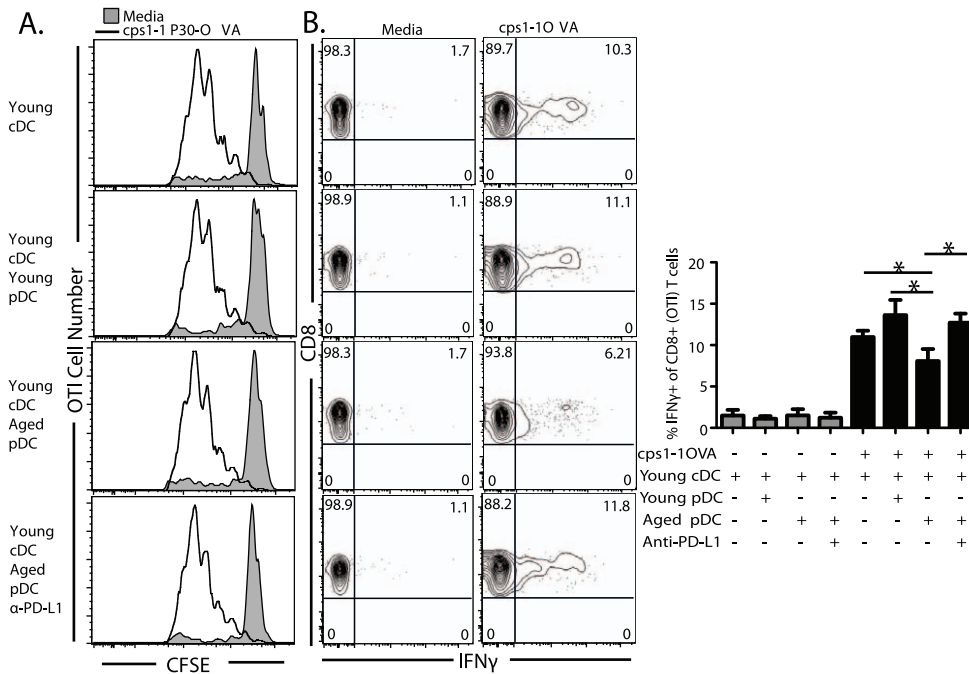 A.
Media
cps1-1 P30-O VA
B.
Media
cps1-1O VA
Young
cDC
Young
cDC
Young
pDC
Young
cDC
Aged
pDC
Young
cDC
Aged
pDC
α-PD-L1
OTI Cell Number
CFSE
CD8
98.3 1.7
0 0
89.7 10.3
0 0
98.9 1.1
0 0
88.9 11.1
0 0
98.3 1.7
0 0
93.8 6.21
0 0
98.9 1.1
0 0
88.2 11.8
0 0
IFNγ
% IFNγ+ of CD8+ (OTI) T cells
20
15
10
5
0
* * *
cps1-1OVA - - - - + + + +
Young cDC + + + + + + + +
Young pDC - + - - - + - -
Aged pDC - - + + - - + +
Anti-PD-L1 - - - + - - - +